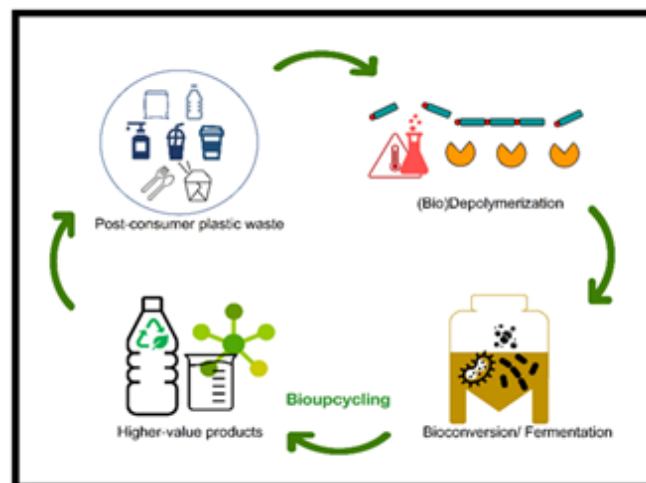 Post-consumer plastic waste
(Bio)Depolymerization
Bioupcycling
Higher-value products
Bioconversion/ Fermentation